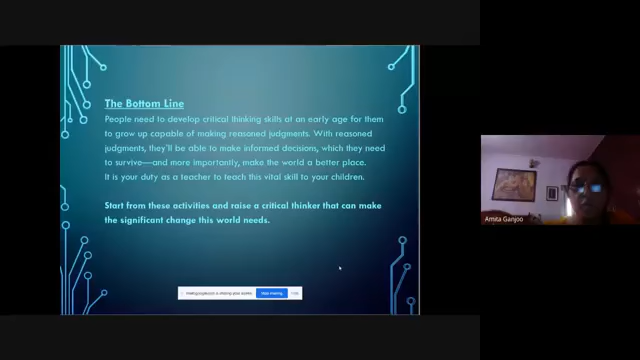 The Bottom Line
People need to develop critical thinking skills at an early age for them
to grow up capable of making reasoned judgments. With reasoned
judgments, they'll be able to make informed decisions, which they need
to survive—and more importantly, make the world a better place.
It is your duty as a teacher to teach this vital skill to your children.
Start from these activities and raise a critical thinker that can make
the significant change this world needs.
Stop sharing
Hide
Amita Ganjoo